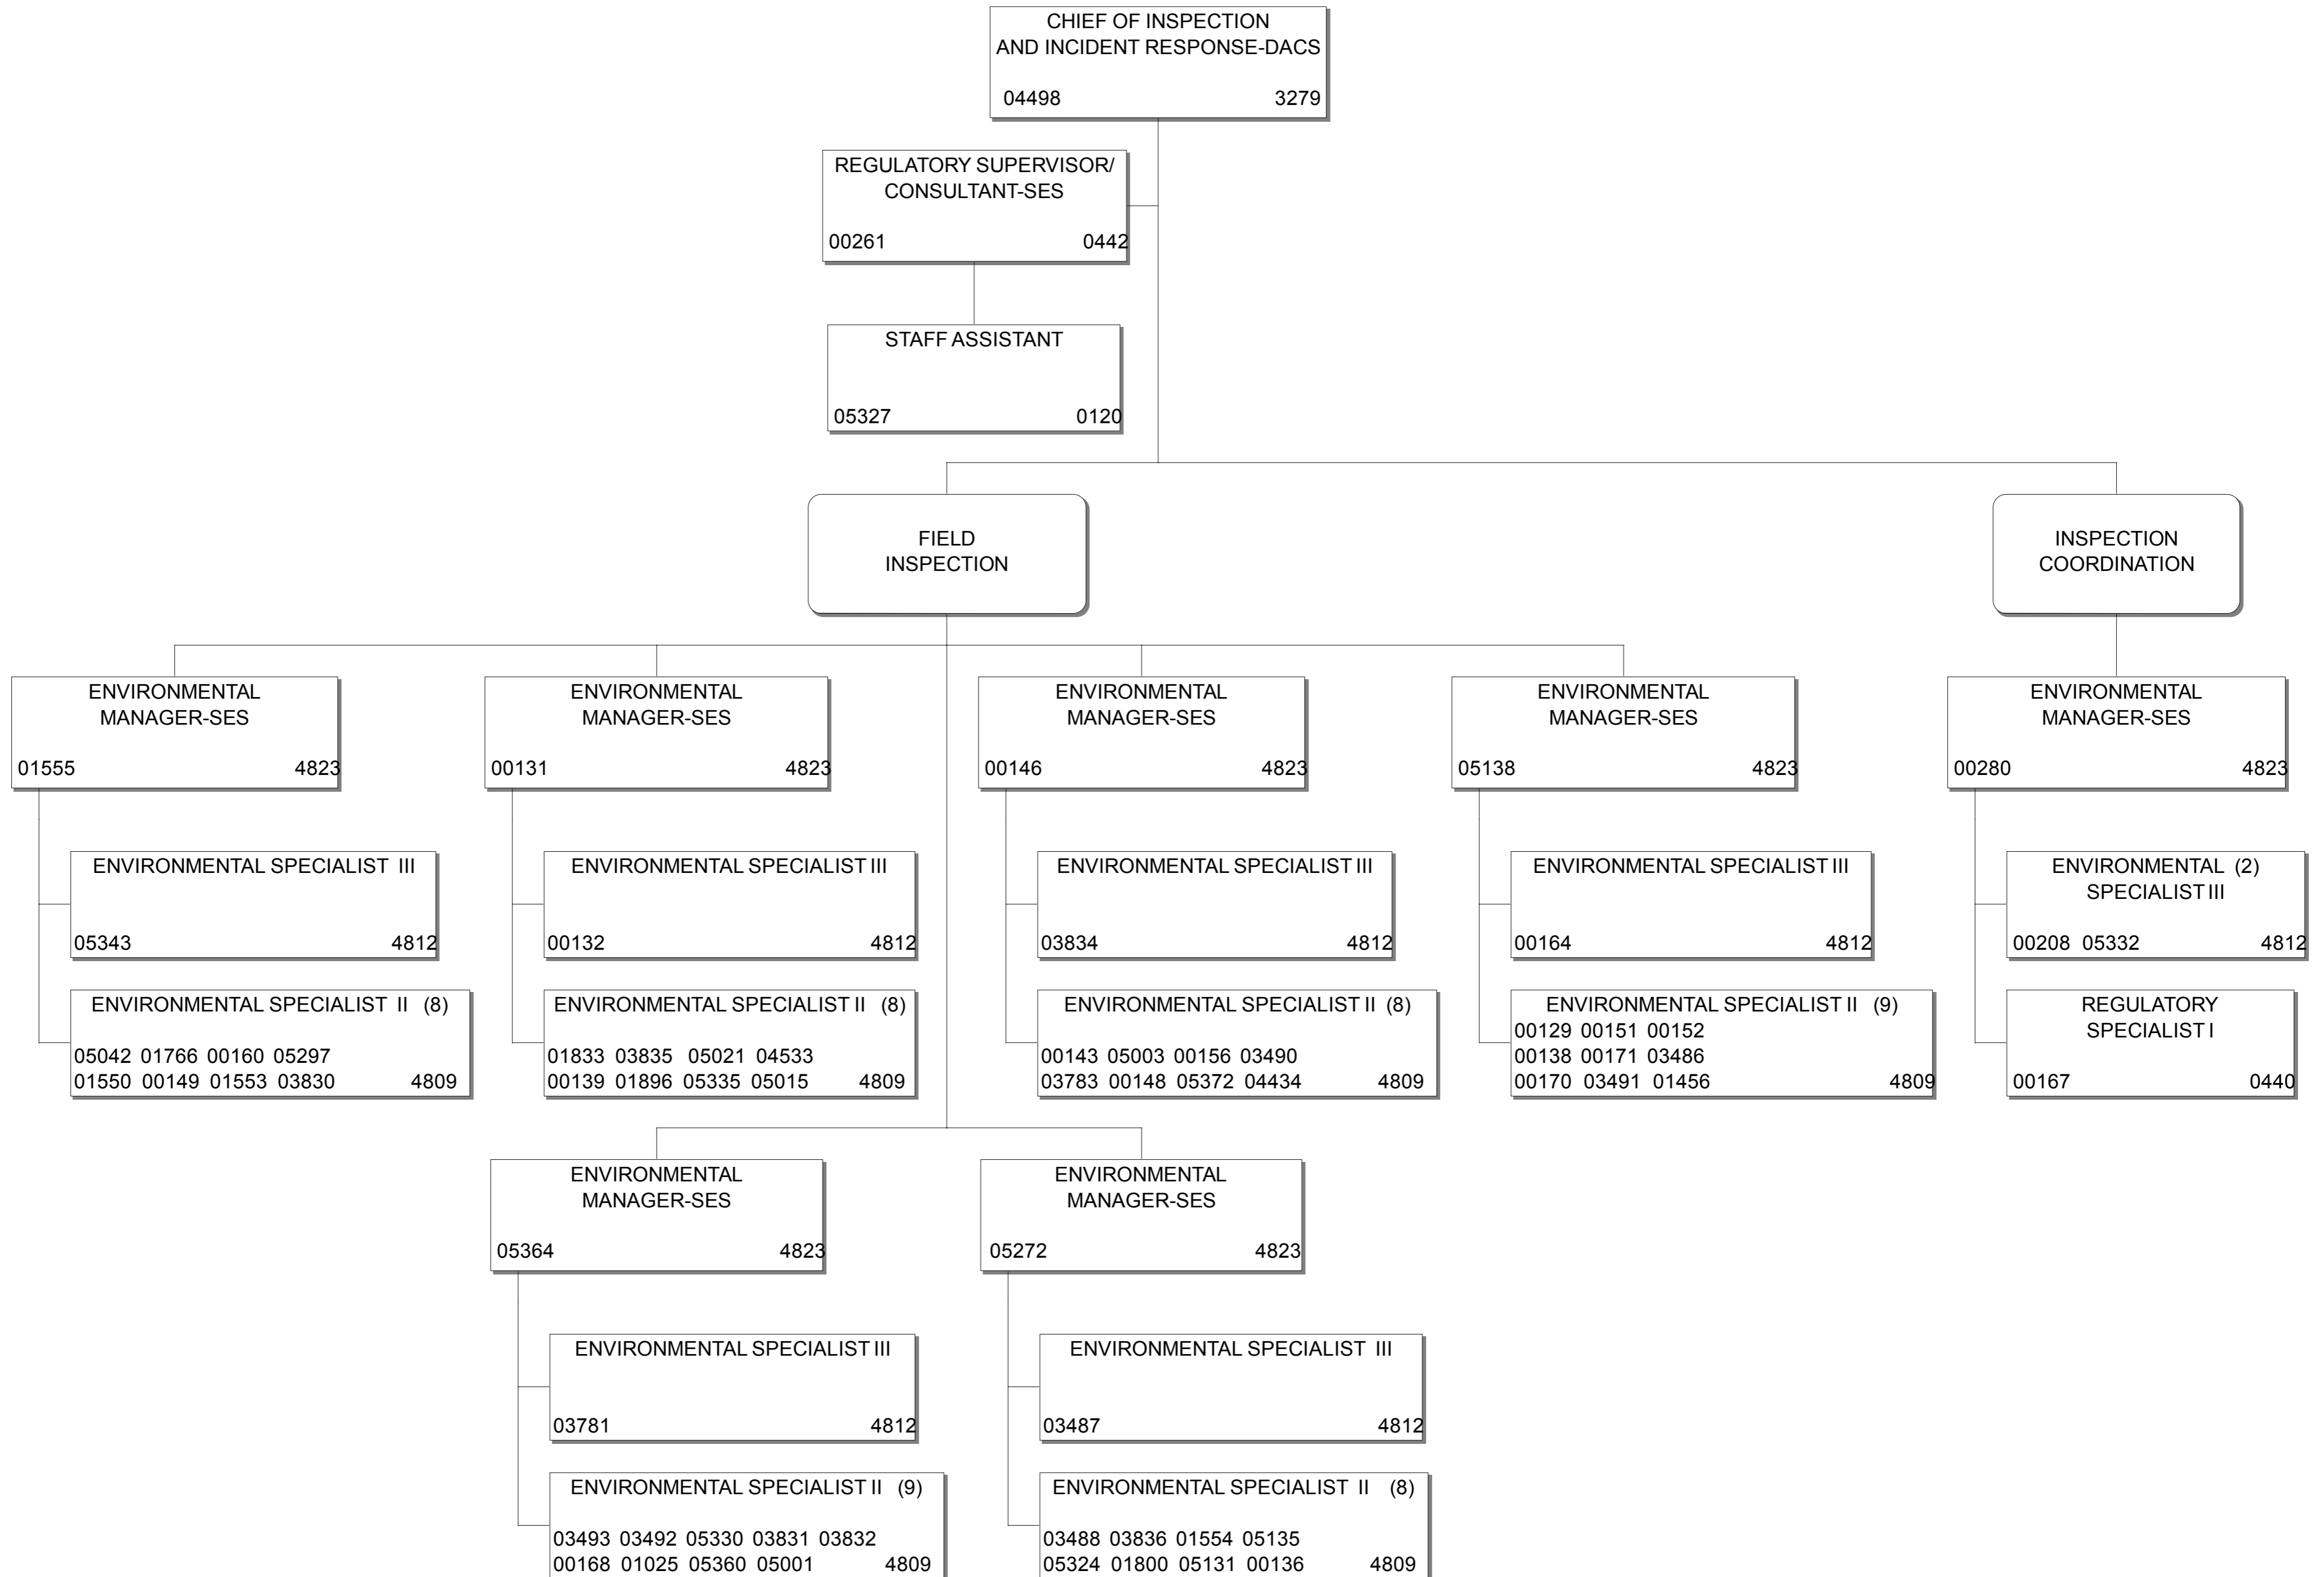 CHIEF OF INSPECTION
AND INCIDENT RESPONSE-DACS
04498 3279
REGULATORY SUPERVISOR/
CONSULTANT-SES
00261 0442
STAFF ASSISTANT
05327 0120
FIELD
INSPECTION
INSPECTION
COORDINATION
ENVIRONMENTAL
MANAGER-SES
01555 4823
ENVIRONMENTAL
MANAGER-SES
00131 4823
ENVIRONMENTAL
MANAGER-SES
00146 4823
ENVIRONMENTAL
MANAGER-SES
05138 4823
ENVIRONMENTAL
MANAGER-SES
00280 4823
ENVIRONMENTAL SPECIALIST III
05343 4812
ENVIRONMENTAL SPECIALIST III
00132 4812
ENVIRONMENTAL SPECIALIST III
03834 4812
ENVIRONMENTAL SPECIALIST III
00164 4812
ENVIRONMENTAL (2)
SPECIALIST III
00208 05332 4812
ENVIRONMENTAL SPECIALIST II (8)
05042 01766 00160 05297
01550 00149 01553 03830 4809
ENVIRONMENTAL SPECIALIST II (8)
01833 03835 05021 04533
00139 01896 05335 05015 4809
ENVIRONMENTAL SPECIALIST II (8)
00143 05003 00156 03490
03783 00148 05372 04434 4809
ENVIRONMENTAL SPECIALIST II (9)
00129 00151 00152
00138 00171 03486
00170 03491 01456 4809
REGULATORY
SPECIALIST I
00167 0440
ENVIRONMENTAL
MANAGER-SES
05364 4823
ENVIRONMENTAL
MANAGER-SES
05272 4823
ENVIRONMENTAL SPECIALIST III
03781 4812
ENVIRONMENTAL SPECIALIST III
03487 4812
ENVIRONMENTAL SPECIALIST II (9)
03493 03492 05330 03831 03832
00168 01025 05360 05001 4809
ENVIRONMENTAL SPECIALIST II (8)
03488 03836 01554 05135
05324 01800 05131 00136 4809